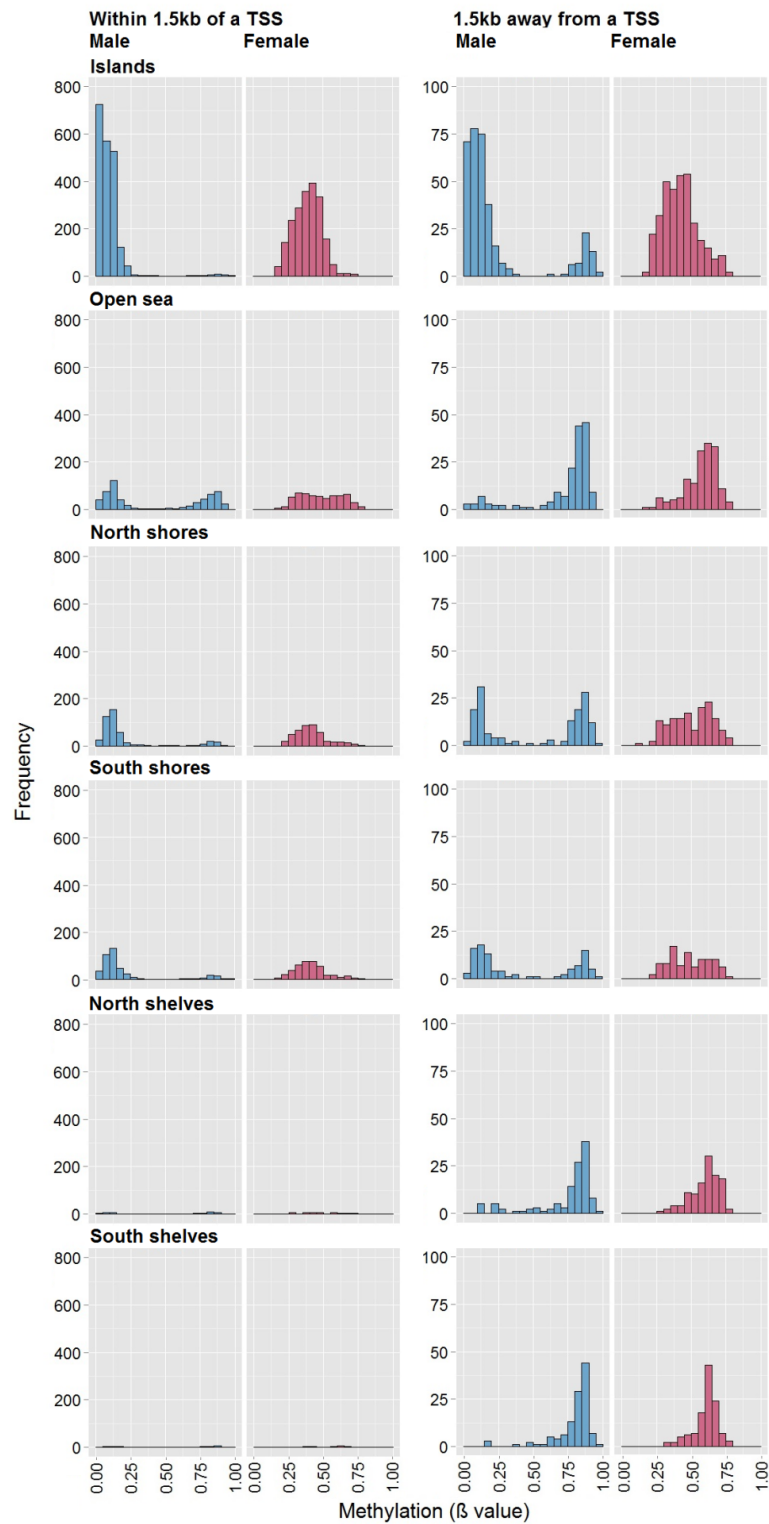 Within 1.5kb of a TSS 1.5kb away from a TSS
Male Female Male Female
Islands
800 100
600 75
400 50
200 25
0 0
Open sea
800 100
600 75
400 50
200 25
0 0
North shores
800 100
600 75
400 50
200 25
0 0
South shores
800 100
600 75
400 50
200 25
0 0
North shelves
800 100
600 75
400 50
200 25
0 0
South shelves
800 100
600 75
400 50
200 25
0 0
0.00 0.25 0.50 0.75 1.00 0.00 0.25 0.50 0.75 1.00 0.00 0.25 0.50 0.75 1.00 0.00 0.25 0.50 0.75 1.00
Frequency
Methylation (ß value)